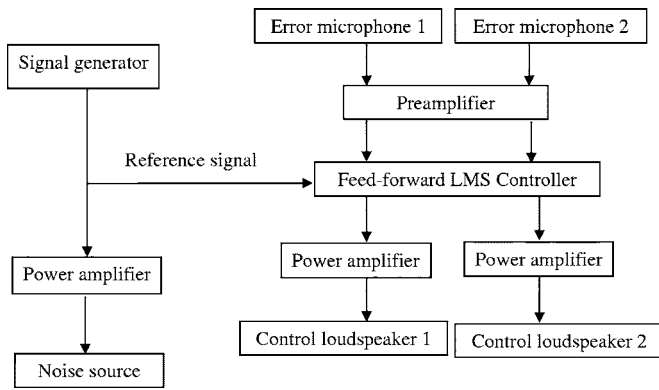 Error microphone 1
Error microphone 2
Signal generator
Preamplifier
Reference signal
Feed-forward LMS Controller
Power amplifier
Power amplifier
Power amplifier
Control loudspeaker 1
Control loudspeaker 2
Noise source